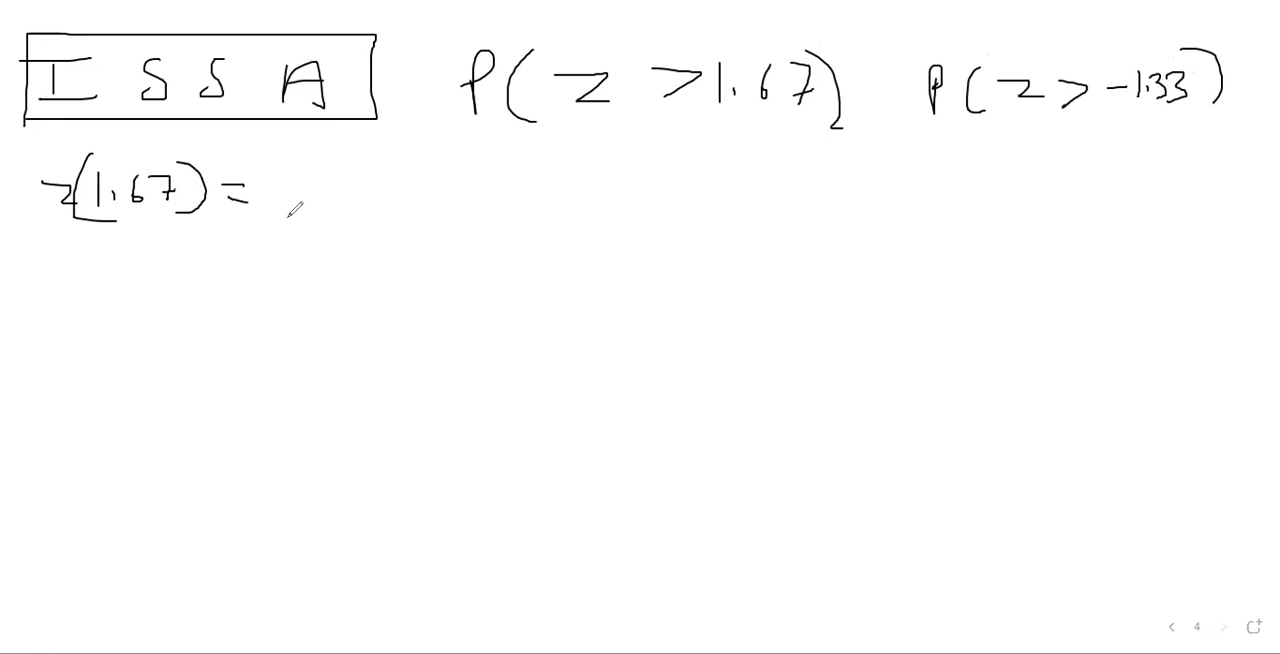 I S S A P(Z > 1.67) P(Z > -1.33)
z(1.67) =
4